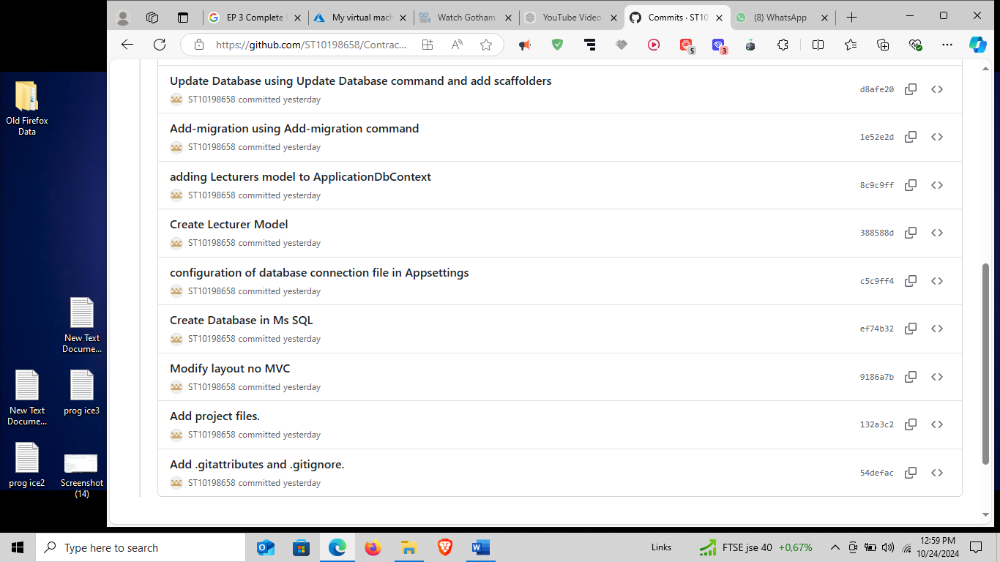 EP 3 Complete
My virtual mach
Watch Gotham
YouTube Video
Commits · ST10
(8) WhatsApp
https://github.com/ST10198658/Contrac...
5
3
Old Firefox
Data
New Text
Docume...
New Text
Docume...
prog ice3
prog ice2
Screenshot
(14)
Update Database using Update Database command and add scaffolders
ST10198658 committed yesterday
d8afe20
Add-migration using Add-migration command
ST10198658 committed yesterday
1e52e2d
adding Lecturers model to ApplicationDbContext
ST10198658 committed yesterday
8c9c9ff
Create Lecturer Model
ST10198658 committed yesterday
388588d
configuration of database connection file in Appsettings
ST10198658 committed yesterday
c5c9ff4
Create Database in Ms SQL
ST10198658 committed yesterday
ef74b32
Modify layout no MVC
ST10198658 committed yesterday
9186a7b
Add project files.
ST10198658 committed yesterday
132a3c2
Add .gitattributes and .gitignore.
ST10198658 committed yesterday
54defac
Type here to search
Links
FTSE jse 40 +0,67%
12:59 PM
10/24/2024